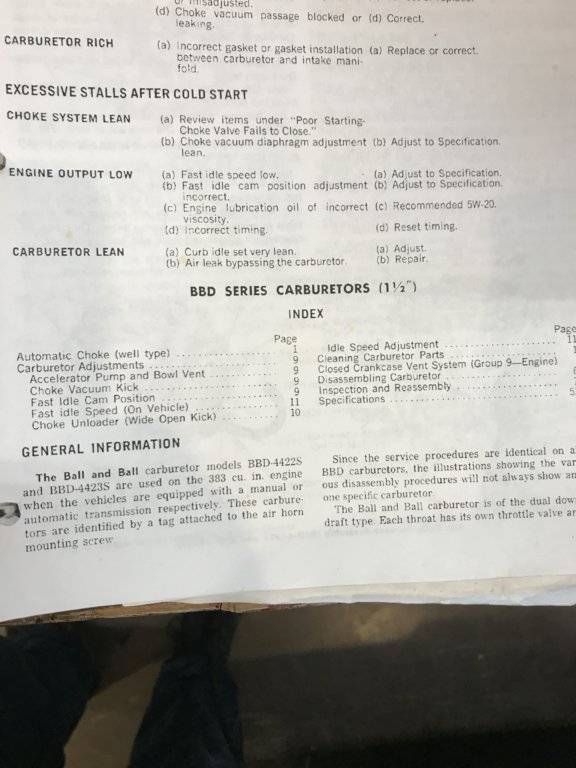 or misadjusted.
(d) Choke vacuum passage blocked or (d) Correct.
leaking.
CARBURETOR RICH (a) Incorrect gasket or gasket installation (a) Replace or correct.
between carburetor and intake mani-
fold.
EXCESSIVE STALLS AFTER COLD START
CHOKE SYSTEM LEAN (a) Review items under "Poor Starting-
Choke Valve Fails to Close."
(b) Choke vacuum diaphragm adjustment (b) Adjust to Specification.
lean.
ENGINE OUTPUT LOW (a) Fast idle speed low. (a) Adjust to Specification.
(b) Fast idle cam position adjustment (b) Adjust to Specification.
incorrect.
(c) Engine lubrication oil of incorrect (c) Recommended 5W-20.
viscosity.
(d) Incorrect timing. (d) Reset timing.
CARBURETOR LEAN (a) Curb idle set very lean. (a) Adjust.
(b) Air leak bypassing the carburetor. (b) Repair.
BBD SERIES CARBURETORS (1½")
INDEX
Page
Automatic Choke (well type) 1
Carburetor Adjustments 9
Accelerator Pump and Bowl Vent 9
Choke Vacuum Kick 9
Fast Idle Cam Position 9
Fast idle Speed (On Vehicle) 11
Choke Unloader (Wide Open Kick) 10
Page
Idle Speed Adjustment 11
Cleaning Carburetor Parts
Closed Crankcase Vent System (Group 9—Engine)
Disassembling Carburetor
Inspection and Reassembly
Specifications 5
GENERAL INFORMATION
The Ball and Ball carburetor models BBD-4422S
and BBD-4423S are used on the 383 cu. in. engine
when the vehicles are equipped with a manual or
automatic transmission respectively. These carbure-
tors are identified by a tag attached to the air horn
mounting screw.
Since the service procedures are identical on a
BBD carburetors, the illustrations showing the var
ous disassembly procedures will not always show an
one specific carburetor.
The Ball and Ball carburetor is of the dual dow
draft type. Each throat has its own throttle valve an